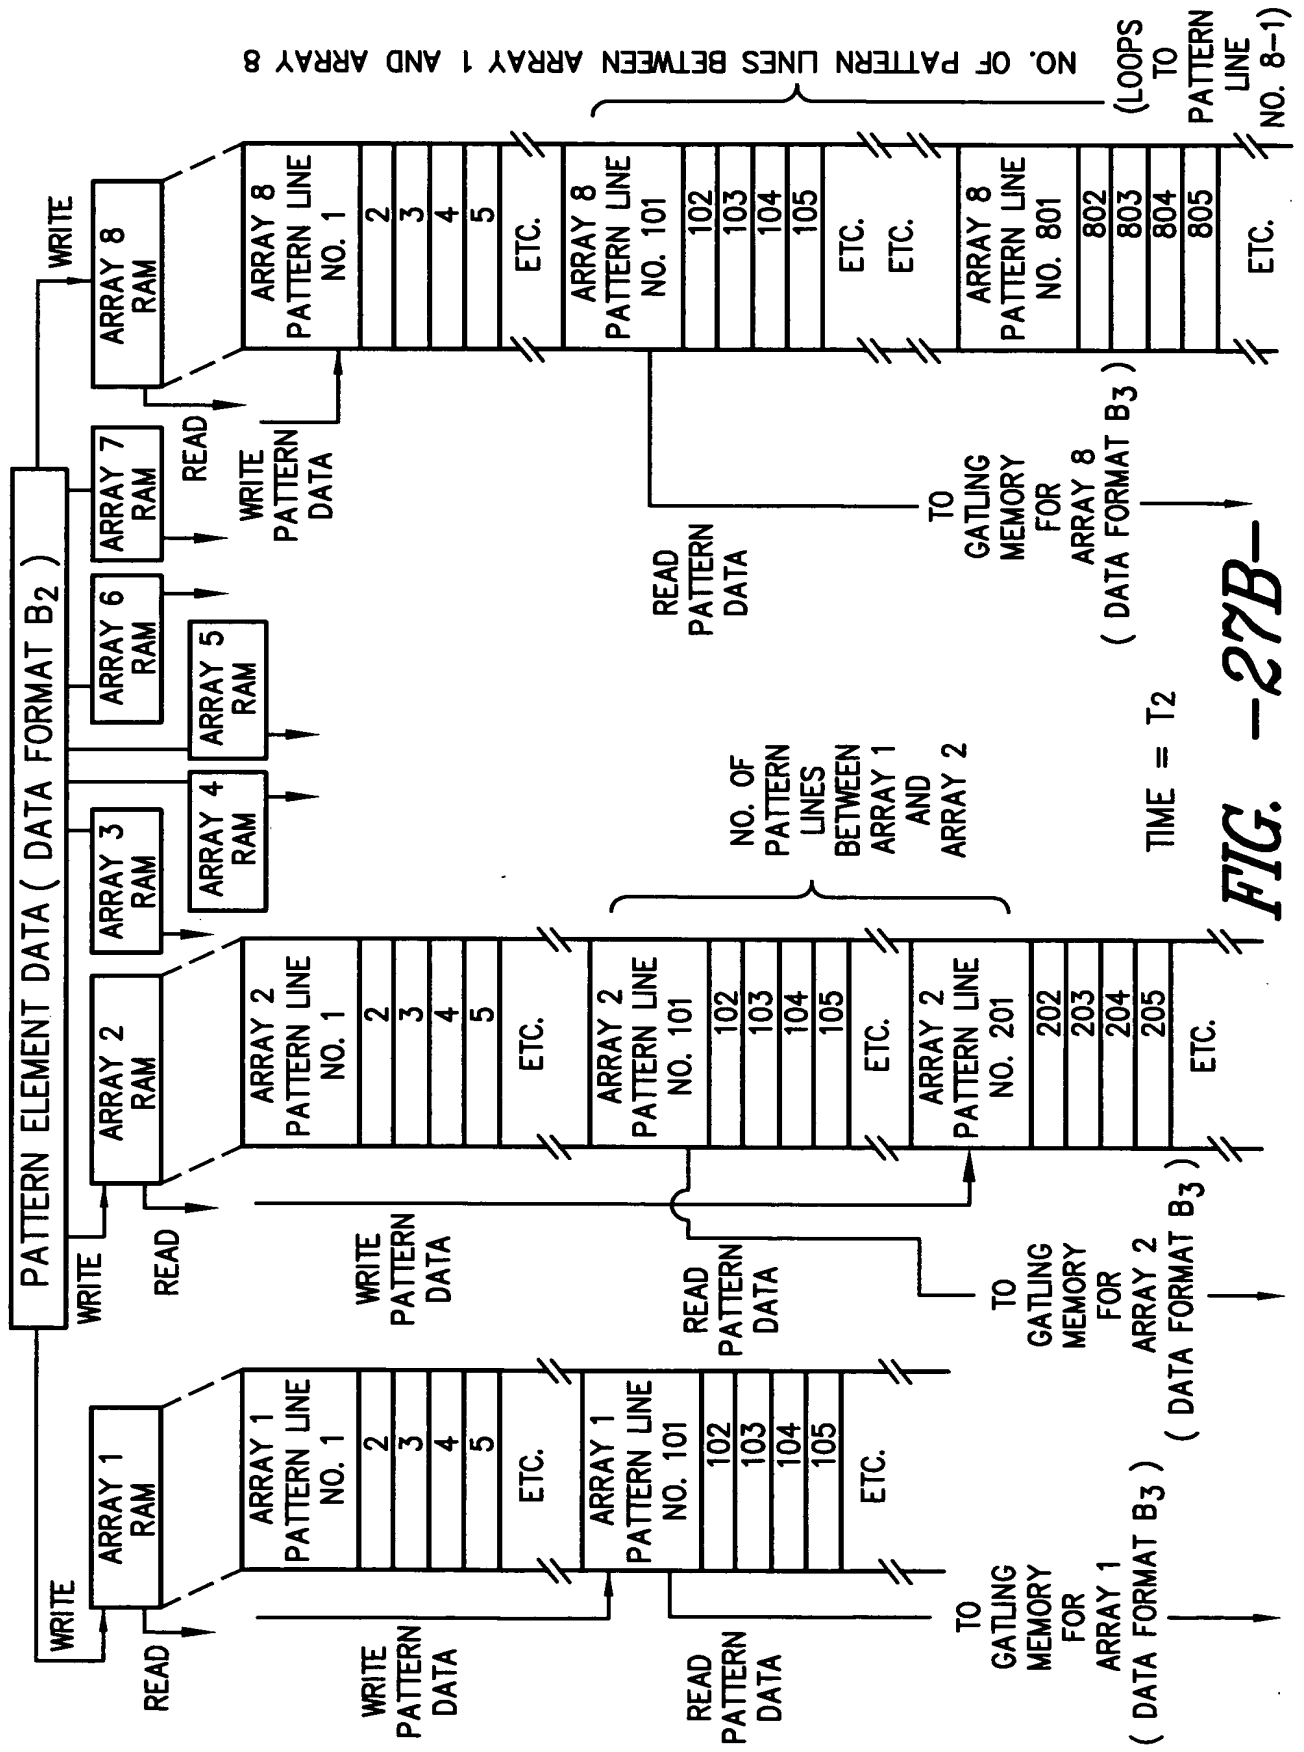 PATTERN ELEMENT DATA ( DATA FORMAT B2 )
WRITE
ARRAY 1
RAM
READ
WRITE
ARRAY 2
RAM
READ
ARRAY 3
RAM
ARRAY 4
RAM
ARRAY 5
RAM
ARRAY 6
RAM
ARRAY 7
RAM
WRITE
ARRAY 8
RAM
READ
ARRAY 1
PATTERN LINE
NO. 1
2
3
4
5
ETC.
ARRAY 1
PATTERN LINE
NO. 101
102
103
104
105
ETC.
WRITE
PATTERN
DATA
READ
PATTERN
DATA
TO
GATLING
MEMORY
FOR
ARRAY 1
( DATA FORMAT B3 )
ARRAY 2
PATTERN LINE
NO. 1
2
3
4
5
ETC.
ARRAY 2
PATTERN LINE
NO. 101
102
103
104
105
ETC.
ARRAY 2
PATTERN LINE
NO. 201
202
203
204
205
ETC.
WRITE
PATTERN
DATA
READ
PATTERN
DATA
TO
GATLING
MEMORY
FOR
ARRAY 2
( DATA FORMAT B3 )
NO. OF
PATTERN
LINES
BETWEEN
ARRAY 1
AND
ARRAY 2
ARRAY 8
PATTERN LINE
NO. 1
2
3
4
5
ETC.
ARRAY 8
PATTERN LINE
NO. 101
102
103
104
105
ETC.
ETC.
ARRAY 8
PATTERN LINE
NO. 801
802
803
804
805
ETC.
WRITE
PATTERN
DATA
READ
PATTERN
DATA
TO
GATLING
MEMORY
FOR
ARRAY 8
( DATA FORMAT B3 )
NO. OF PATTERN LINES BETWEEN ARRAY 1 AND ARRAY 8
(LOOPS
TO
PATTERN
LINE
NO. 8-1)
TIME = T2
FIG. -27B-